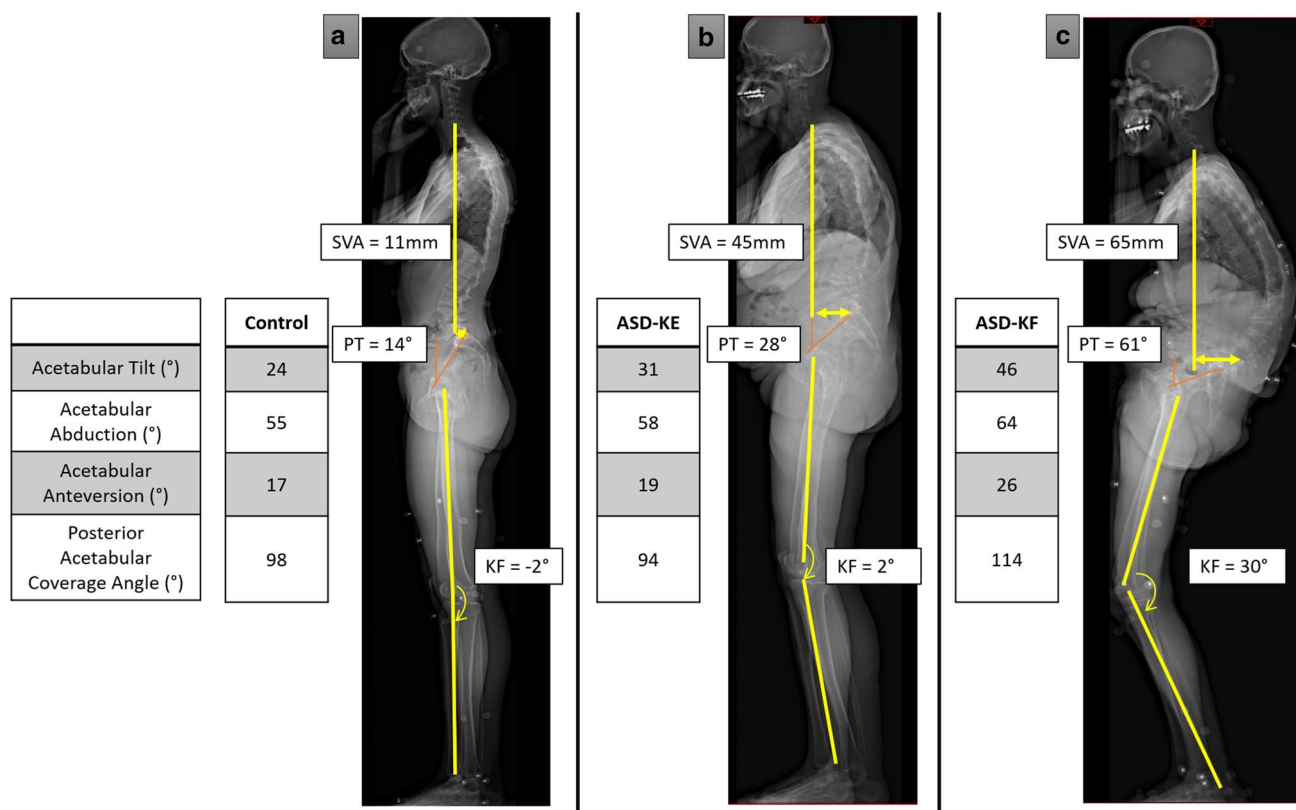 a
SVA = 11mm
PT = 14°
KF = -2°
Control
Acetabular Tilt (°)
24
Acetabular
Abduction (°)
55
Acetabular
Anteversion (°)
17
Posterior
Acetabular
Coverage Angle (°)
98
b
SVA = 45mm
PT = 28°
KF = 2°
ASD-KE
31
58
19
94
c
SVA = 65mm
PT = 61°
KF = 30°
ASD-KF
46
64
26
114